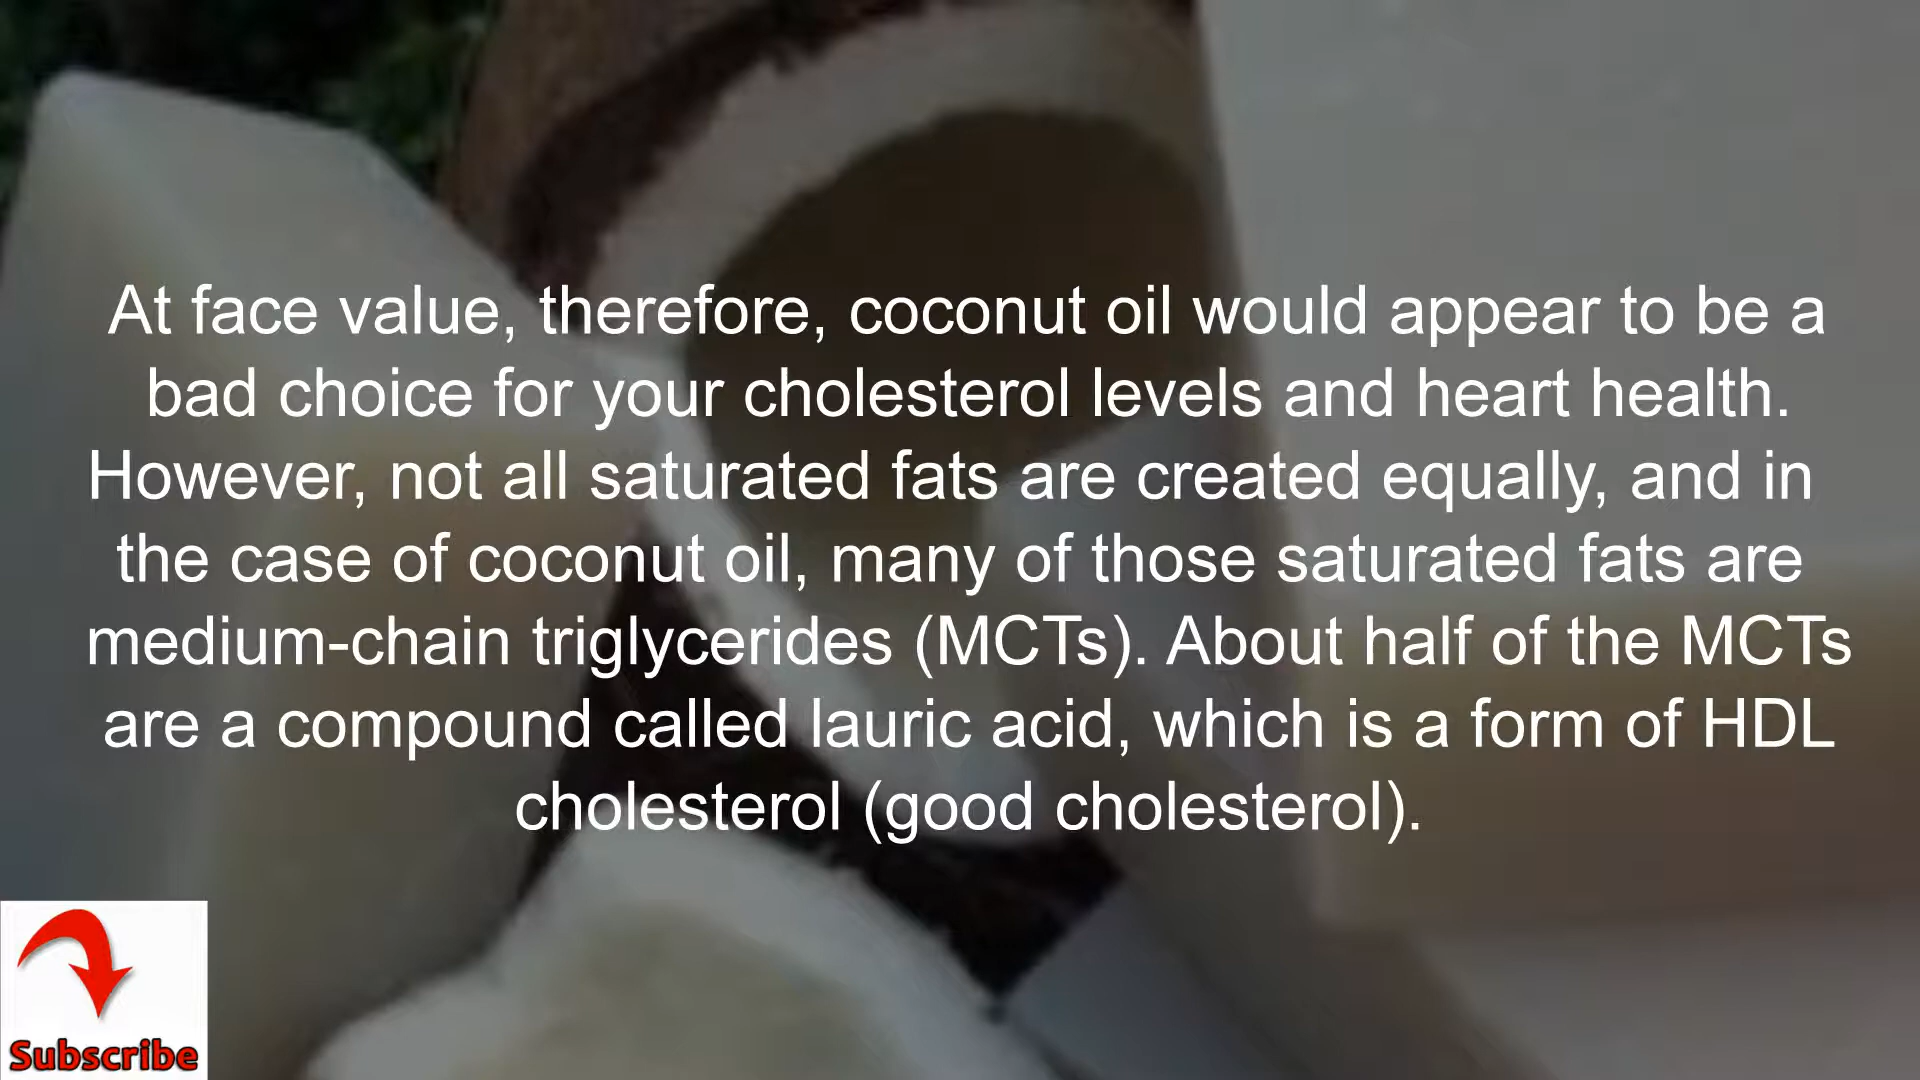 At face value, therefore, coconut oil would appear to be a
bad choice for your cholesterol levels and heart health.
However, not all saturated fats are created equally, and in
the case of coconut oil, many of those saturated fats are
medium-chain triglycerides (MCTs). About half of the MCTs
are a compound called lauric acid, which is a form of HDL
cholesterol (good cholesterol).
Subscribe